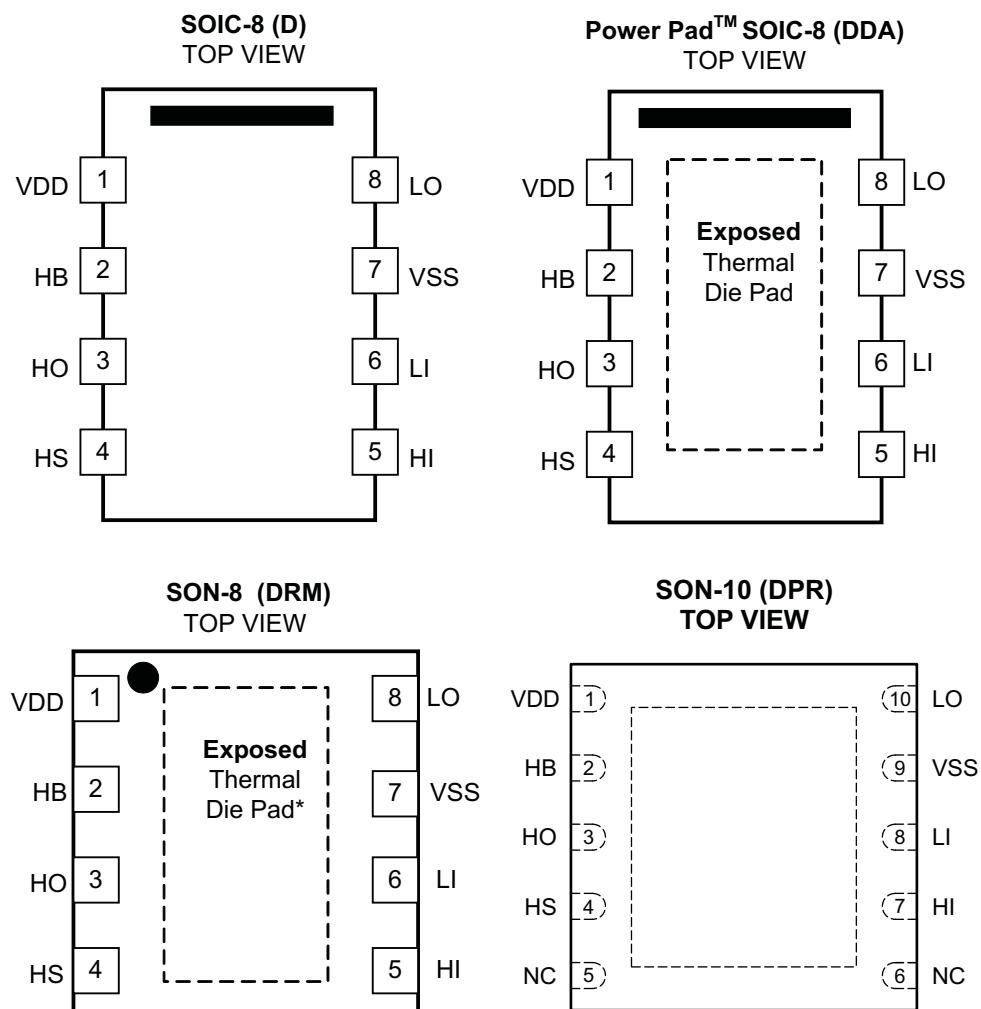 SOIC-8 (D)
TOP VIEW
VDD 1 8 LO
HB 2 7 VSS
HO 3 6 LI
HS 4 5 HI
Power Pad™ SOIC-8 (DDA)
TOP VIEW
VDD 1 8 LO
Exposed
Thermal
Die Pad
HB 2 7 VSS
HO 3 6 LI
HS 4 5 HI
SON-8 (DRM)
TOP VIEW
VDD 1 8 LO
Exposed
Thermal
Die Pad*
HB 2 7 VSS
HO 3 6 LI
HS 4 5 HI
SON-10 (DPR)
TOP VIEW
VDD 1 10 LO
HB 2 9 VSS
HO 3 8 LI
HS 4 7 HI
NC 5 6 NC